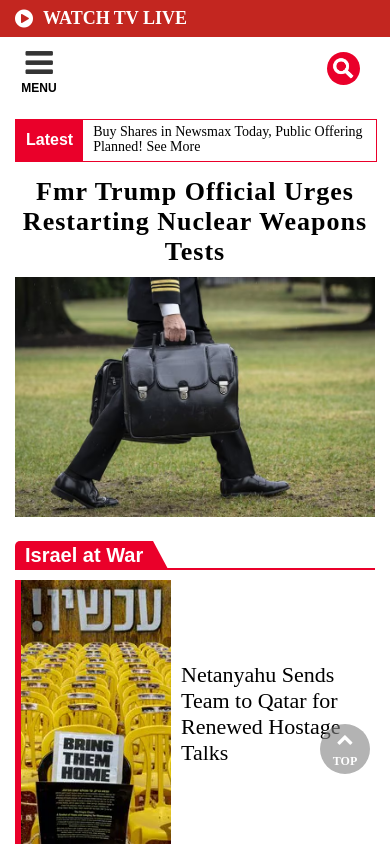 WATCH TV LIVE
MENU
Latest
Buy Shares in Newsmax Today, Public Offering
Planned! See More
Fmr Trump Official Urges
Restarting Nuclear Weapons
Tests
Israel at War
עכשיו!
BRING
THEM
HOME
Netanyahu Sends
Team to Qatar for
Renewed Hostage
Talks
TOP